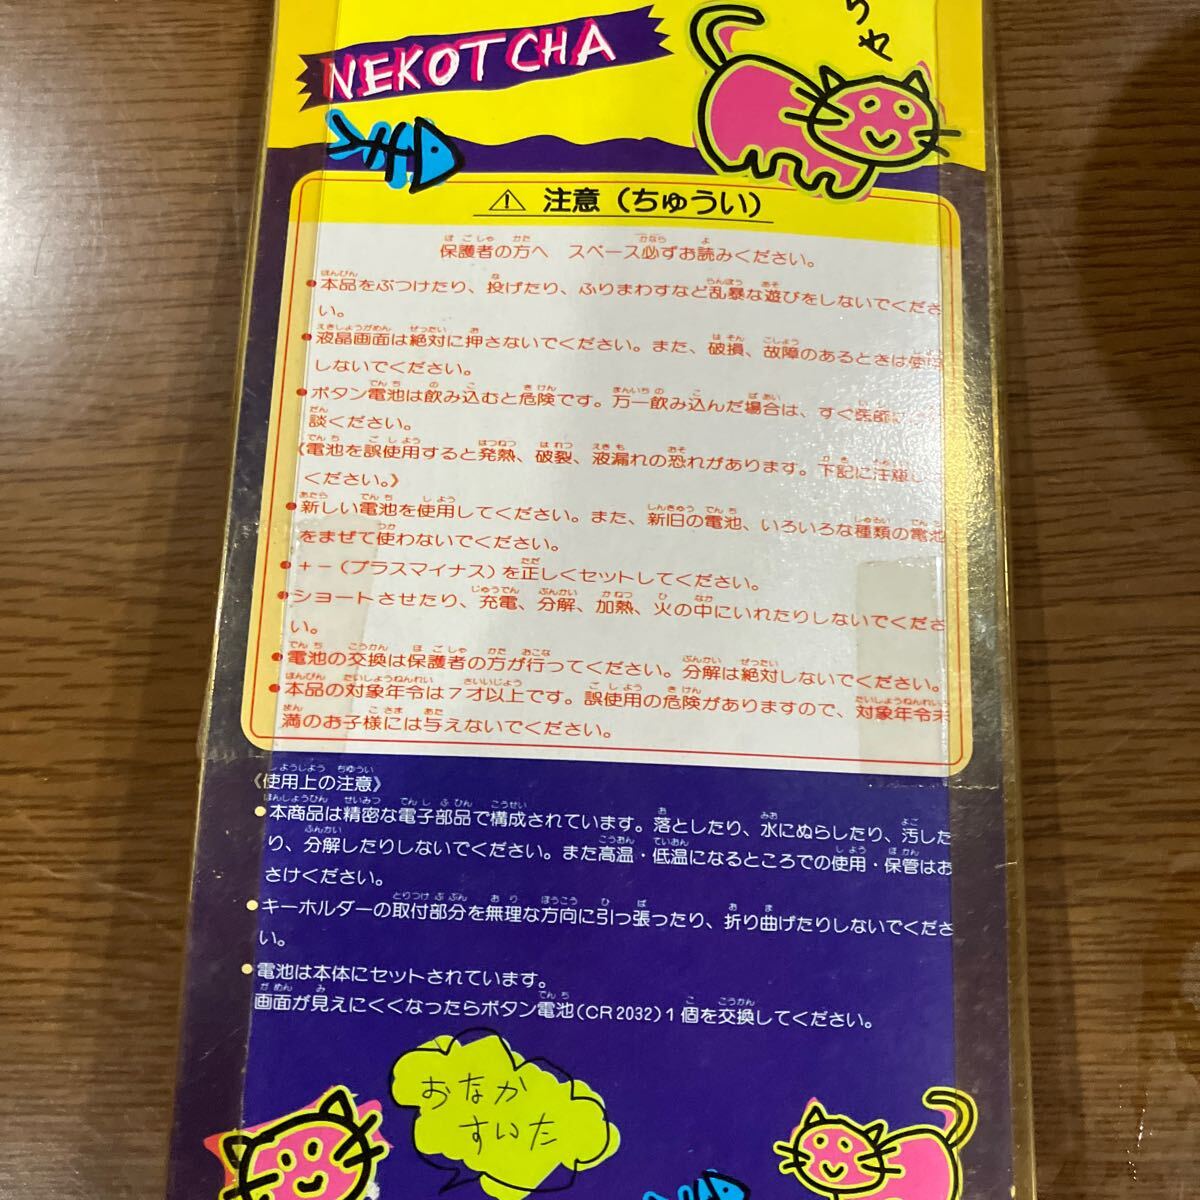 ちゃ
NEKOTCHA
⚠ 注意（ちゅうい）
保護者の方へ　スペース必ずお読みください。
●本品をぶつけたり、投げたり、ふりまわすなど乱暴な遊びをしないでくださ
い。
●液晶画面は絶対に押さないでください。また、破損、故障のあるときは使用
しないでください。
●ボタン電池は飲み込むと危険です。万一飲み込んだ場合は、すぐ医師に
談ください。
《電池を誤使用すると発熱、破裂、液漏れの恐れがあります。下記に注意し
ください。》
●新しい電池を使用してください。また、新旧の電池、いろいろな種類の電池
をまぜて使わないでください。
●＋－（プラスマイナス）を正しくセットしてください。
●ショートさせたり、充電、分解、加熱、火の中にいれたりしないでくださ
い。
●電池の交換は保護者の方が行ってください。分解は絶対しないでください。
●本品の対象年令は７才以上です。誤使用の危険がありますので、対象年令未
満のお子様には与えないでください。
《使用上の注意》
●本商品は精密な電子部品で構成されています。落としたり、水にぬらしたり、汚した
り、分解したりしないでください。また高温・低温になるところでの使用・保管はお
さけください。
●キーホルダーの取付部分を無理な方向に引っ張ったり、折り曲げたりしないでくださ
い。
●電池は本体にセットされています。
画面が見えにくくなったらボタン電池（CR2032）１個を交換してください。
おなか
すいた